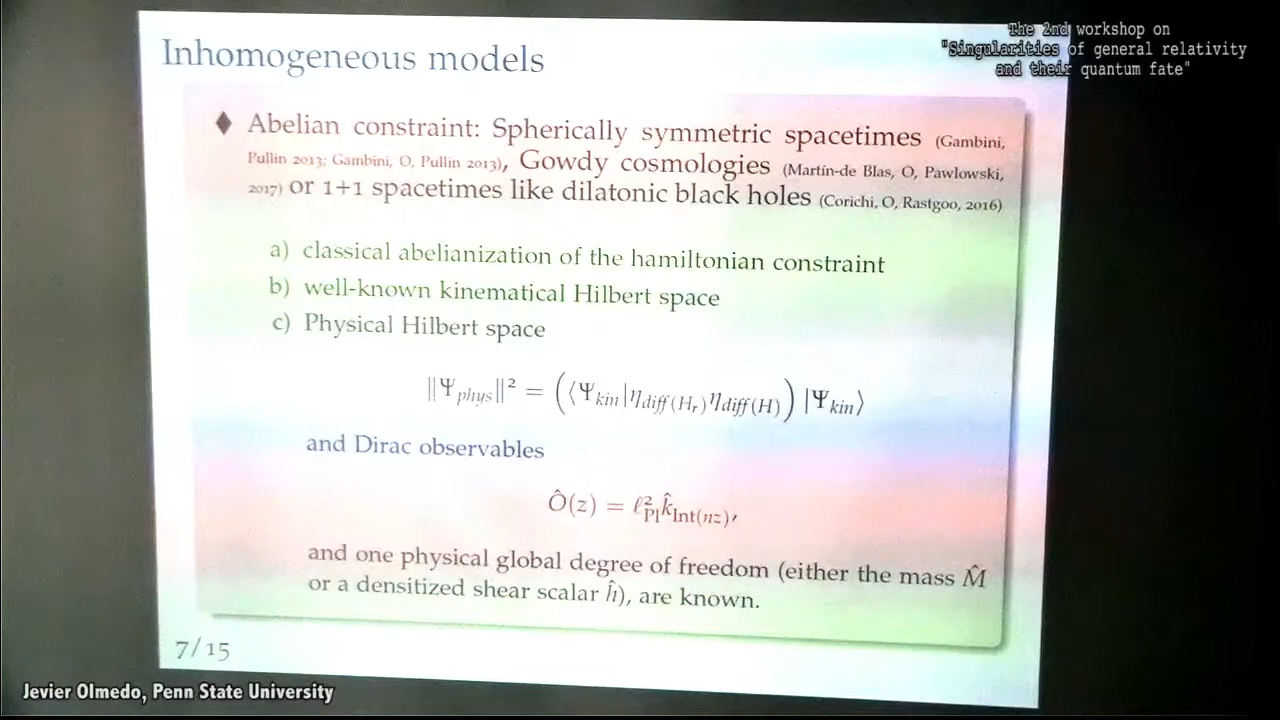 Inhomogeneous models
The 2nd workshop on
"Singularities of general relativity
and their quantum fate"
♦ Abelian constraint: Spherically symmetric spacetimes (Gambini,
Pullin 2013; Gambini, O, Pullin 2013), Gowdy cosmologies (Martín-de Blas, O, Pawlowski,
2017) or 1+1 spacetimes like dilatonic black holes (Corichi, O, Rastgoo, 2016)
a) classical abelianization of the hamiltonian constraint
b) well-known kinematical Hilbert space
c) Physical Hilbert space
‖Ψ_phys‖² = (⟨Ψ_kin|η_diff(H_r) η_diff(H)) |Ψ_kin⟩
and Dirac observables
Ô(z) = ℓ²_Pl k̂_Int(nz),
and one physical global degree of freedom (either the mass M̂
or a densitized shear scalar ĥ), are known.
7/15
Jevier Olmedo, Penn State University